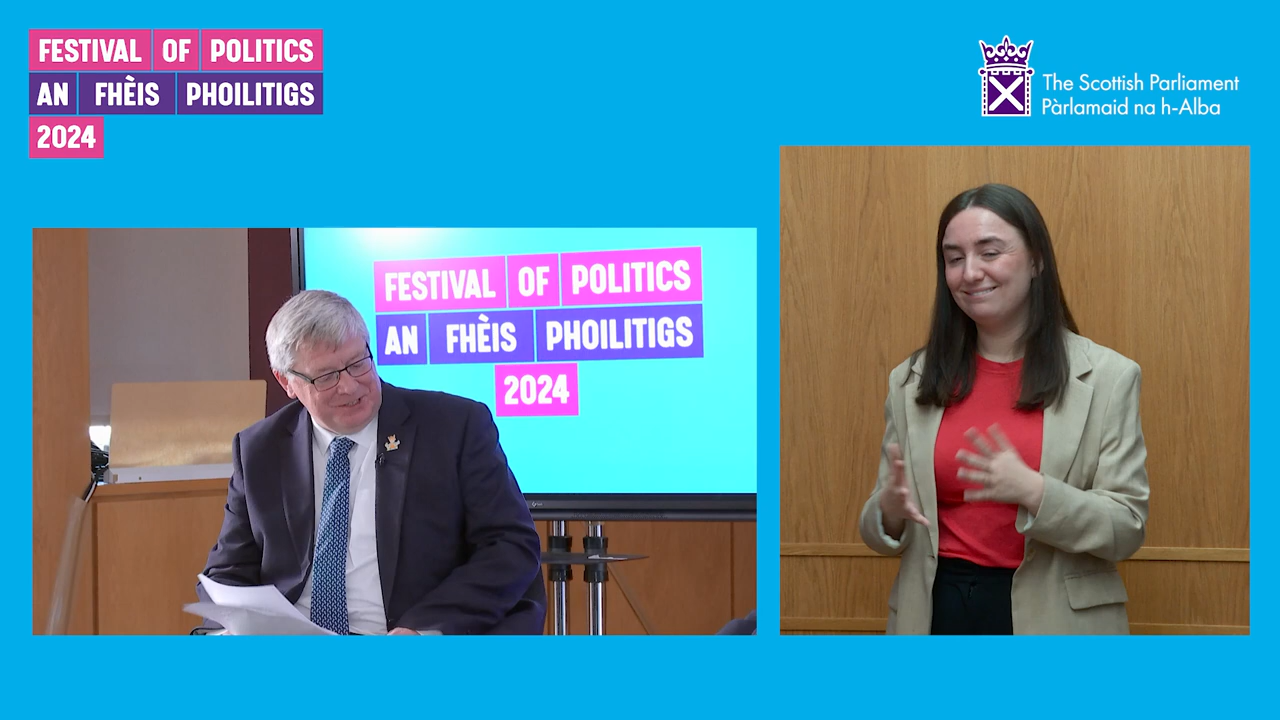 FESTIVAL OF POLITICS
AN FHÈIS PHOILITIGS
2024
The Scottish Parliament
Pàrlamaid na h-Alba
FESTIVAL OF POLITICS
AN FHÈIS PHOILITIGS
2024